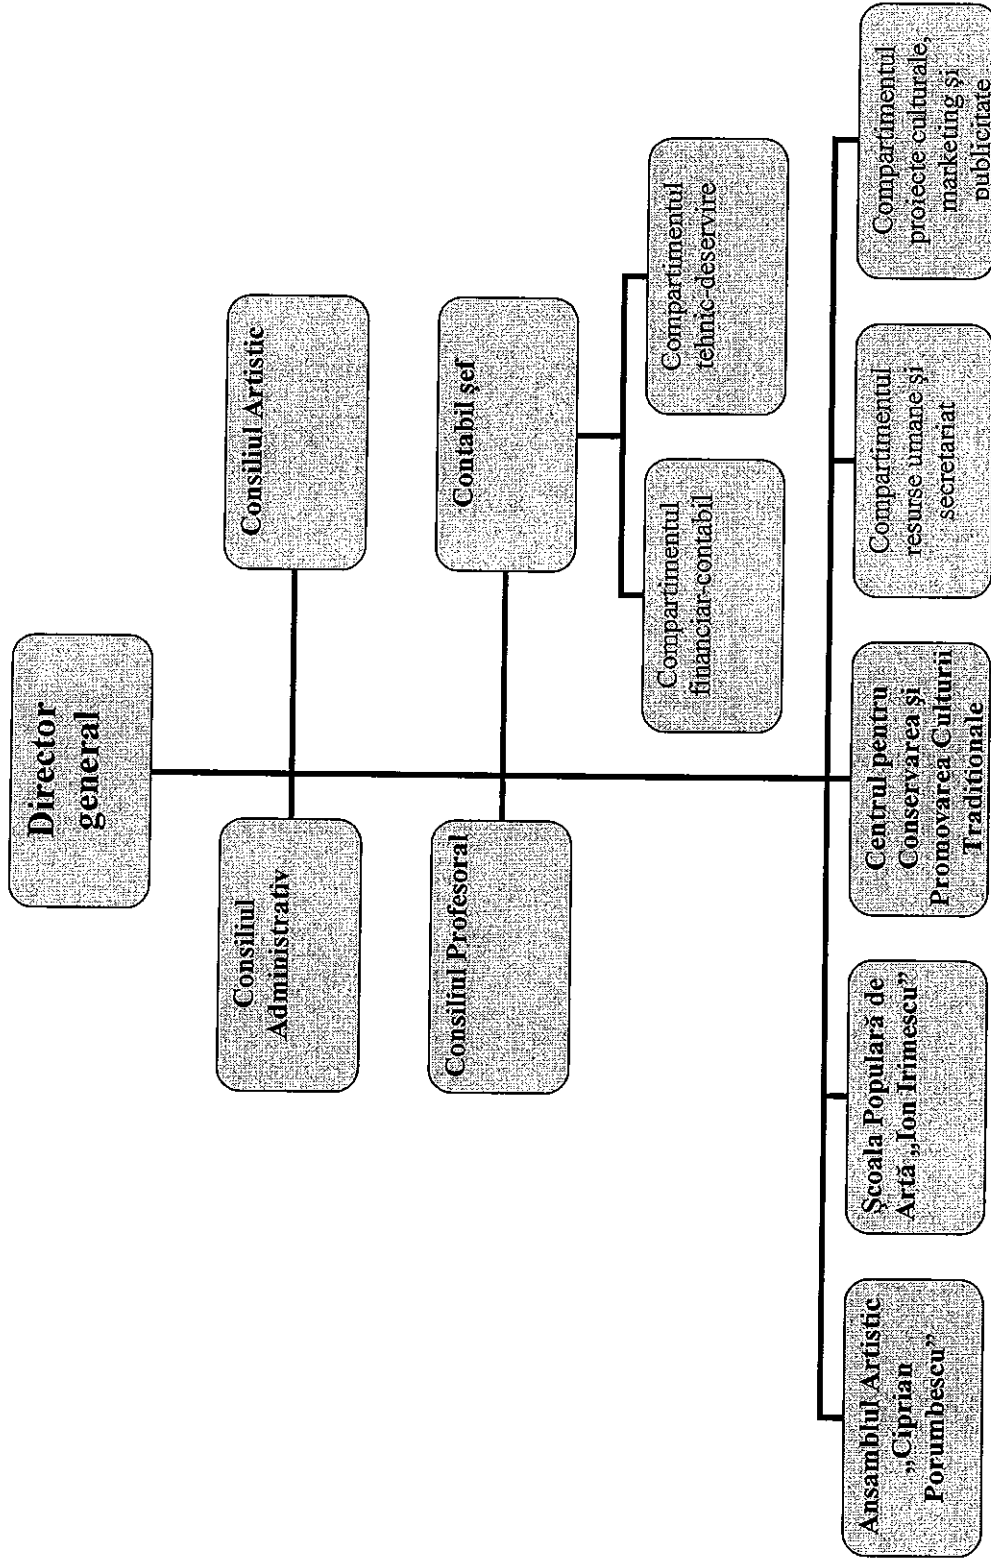 Director
general
Consiliul
Administrativ
Consiliul Artistic
Consiliul Profesoral
Contabil şef
Compartimentul
financiar-contabil
Compartimentul
tehnic-deservire
Ansamblul Artistic
„Ciprian
Porumbescu”
Şcoala Populară de
Artă „Ion Irimescu”
Centrul pentru
Conservarea şi
Promovarea Culturii
Traditionale
Compartimentul
resurse umane şi
secretariat
Compartimentul
proiecte culturale,
marketing şi
publicitate